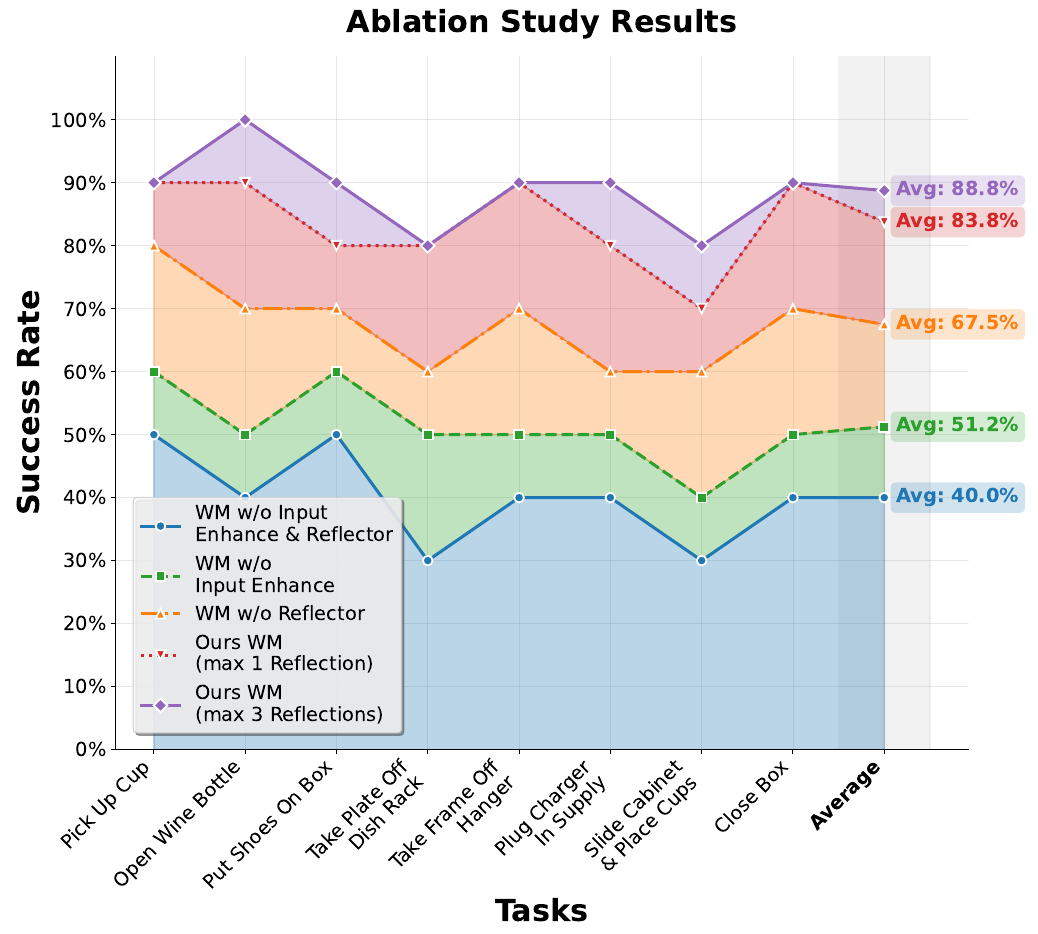 Ablation Study Results
Success Rate
100%
90%
80%
70%
60%
50%
40%
30%
20%
10%
0%
Avg: 88.8%
Avg: 83.8%
Avg: 67.5%
Avg: 51.2%
Avg: 40.0%
WM w/o Input
Enhance & Reflector
WM w/o
Input Enhance
WM w/o Reflector
Ours WM
(max 1 Reflection)
Ours WM
(max 3 Reflections)
Pick Up Cup
Open Wine Bottle
Put Shoes On Box
Take Plate Off
Dish Rack
Take Frame Off
Hanger
Plug Charger
In Supply
Slide Cabinet
& Place Cups
Close Box
Average
Tasks